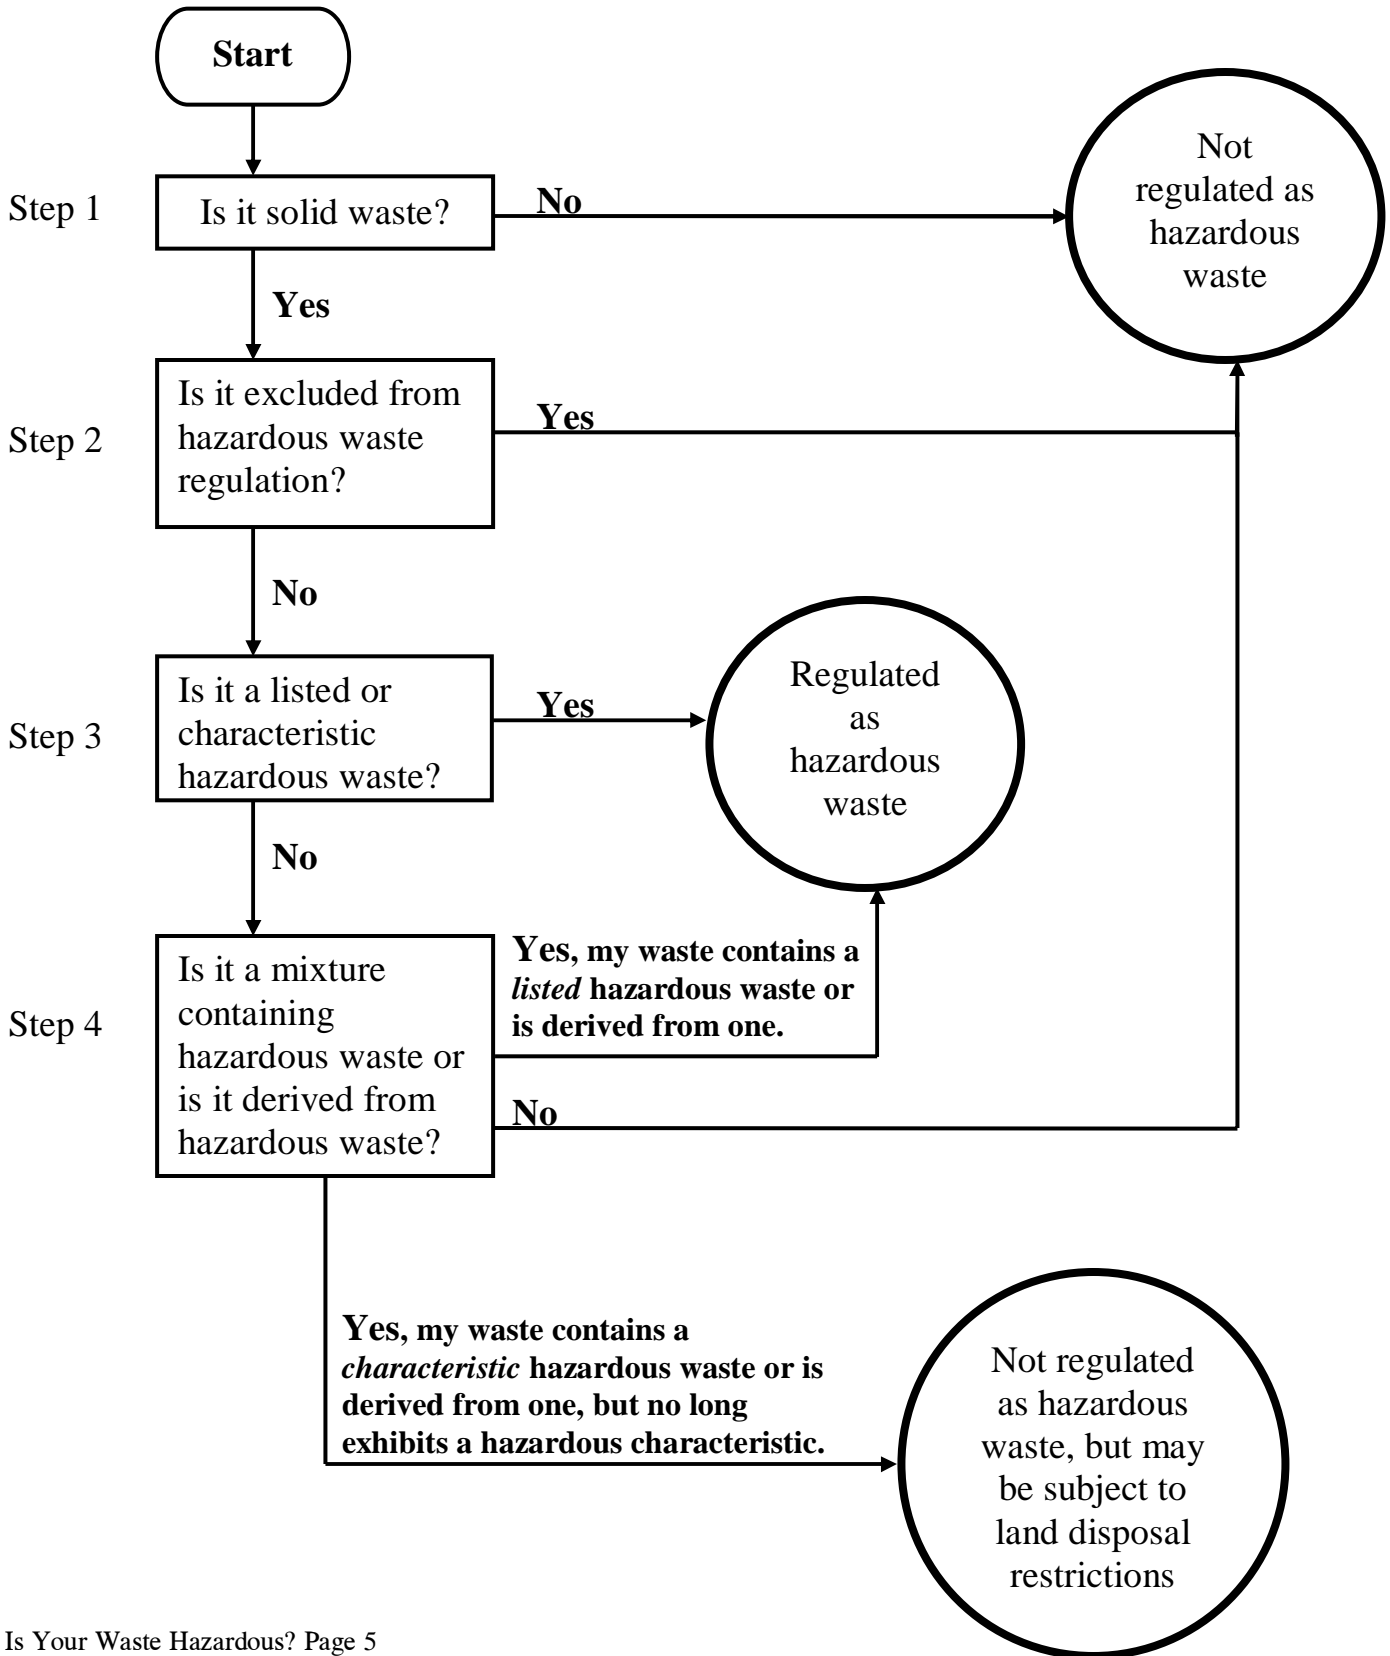 Start
Not
regulated as
hazardous
waste
Step 1
Is it solid waste?
No
Yes
Step 2
Is it excluded from
hazardous waste
regulation?
Yes
No
Step 3
Is it a listed or
characteristic
hazardous waste?
Yes
Regulated
as
hazardous
waste
No
Step 4
Is it a mixture
containing
hazardous waste or
is it derived from
hazardous waste?
Yes, my waste contains a
listed hazardous waste or
is derived from one.
No
Yes, my waste contains a
characteristic hazardous waste or is
derived from one, but no long
exhibits a hazardous characteristic.
Not regulated
as hazardous
waste, but may
be subject to
land disposal
restrictions
Is Your Waste Hazardous? Page 5